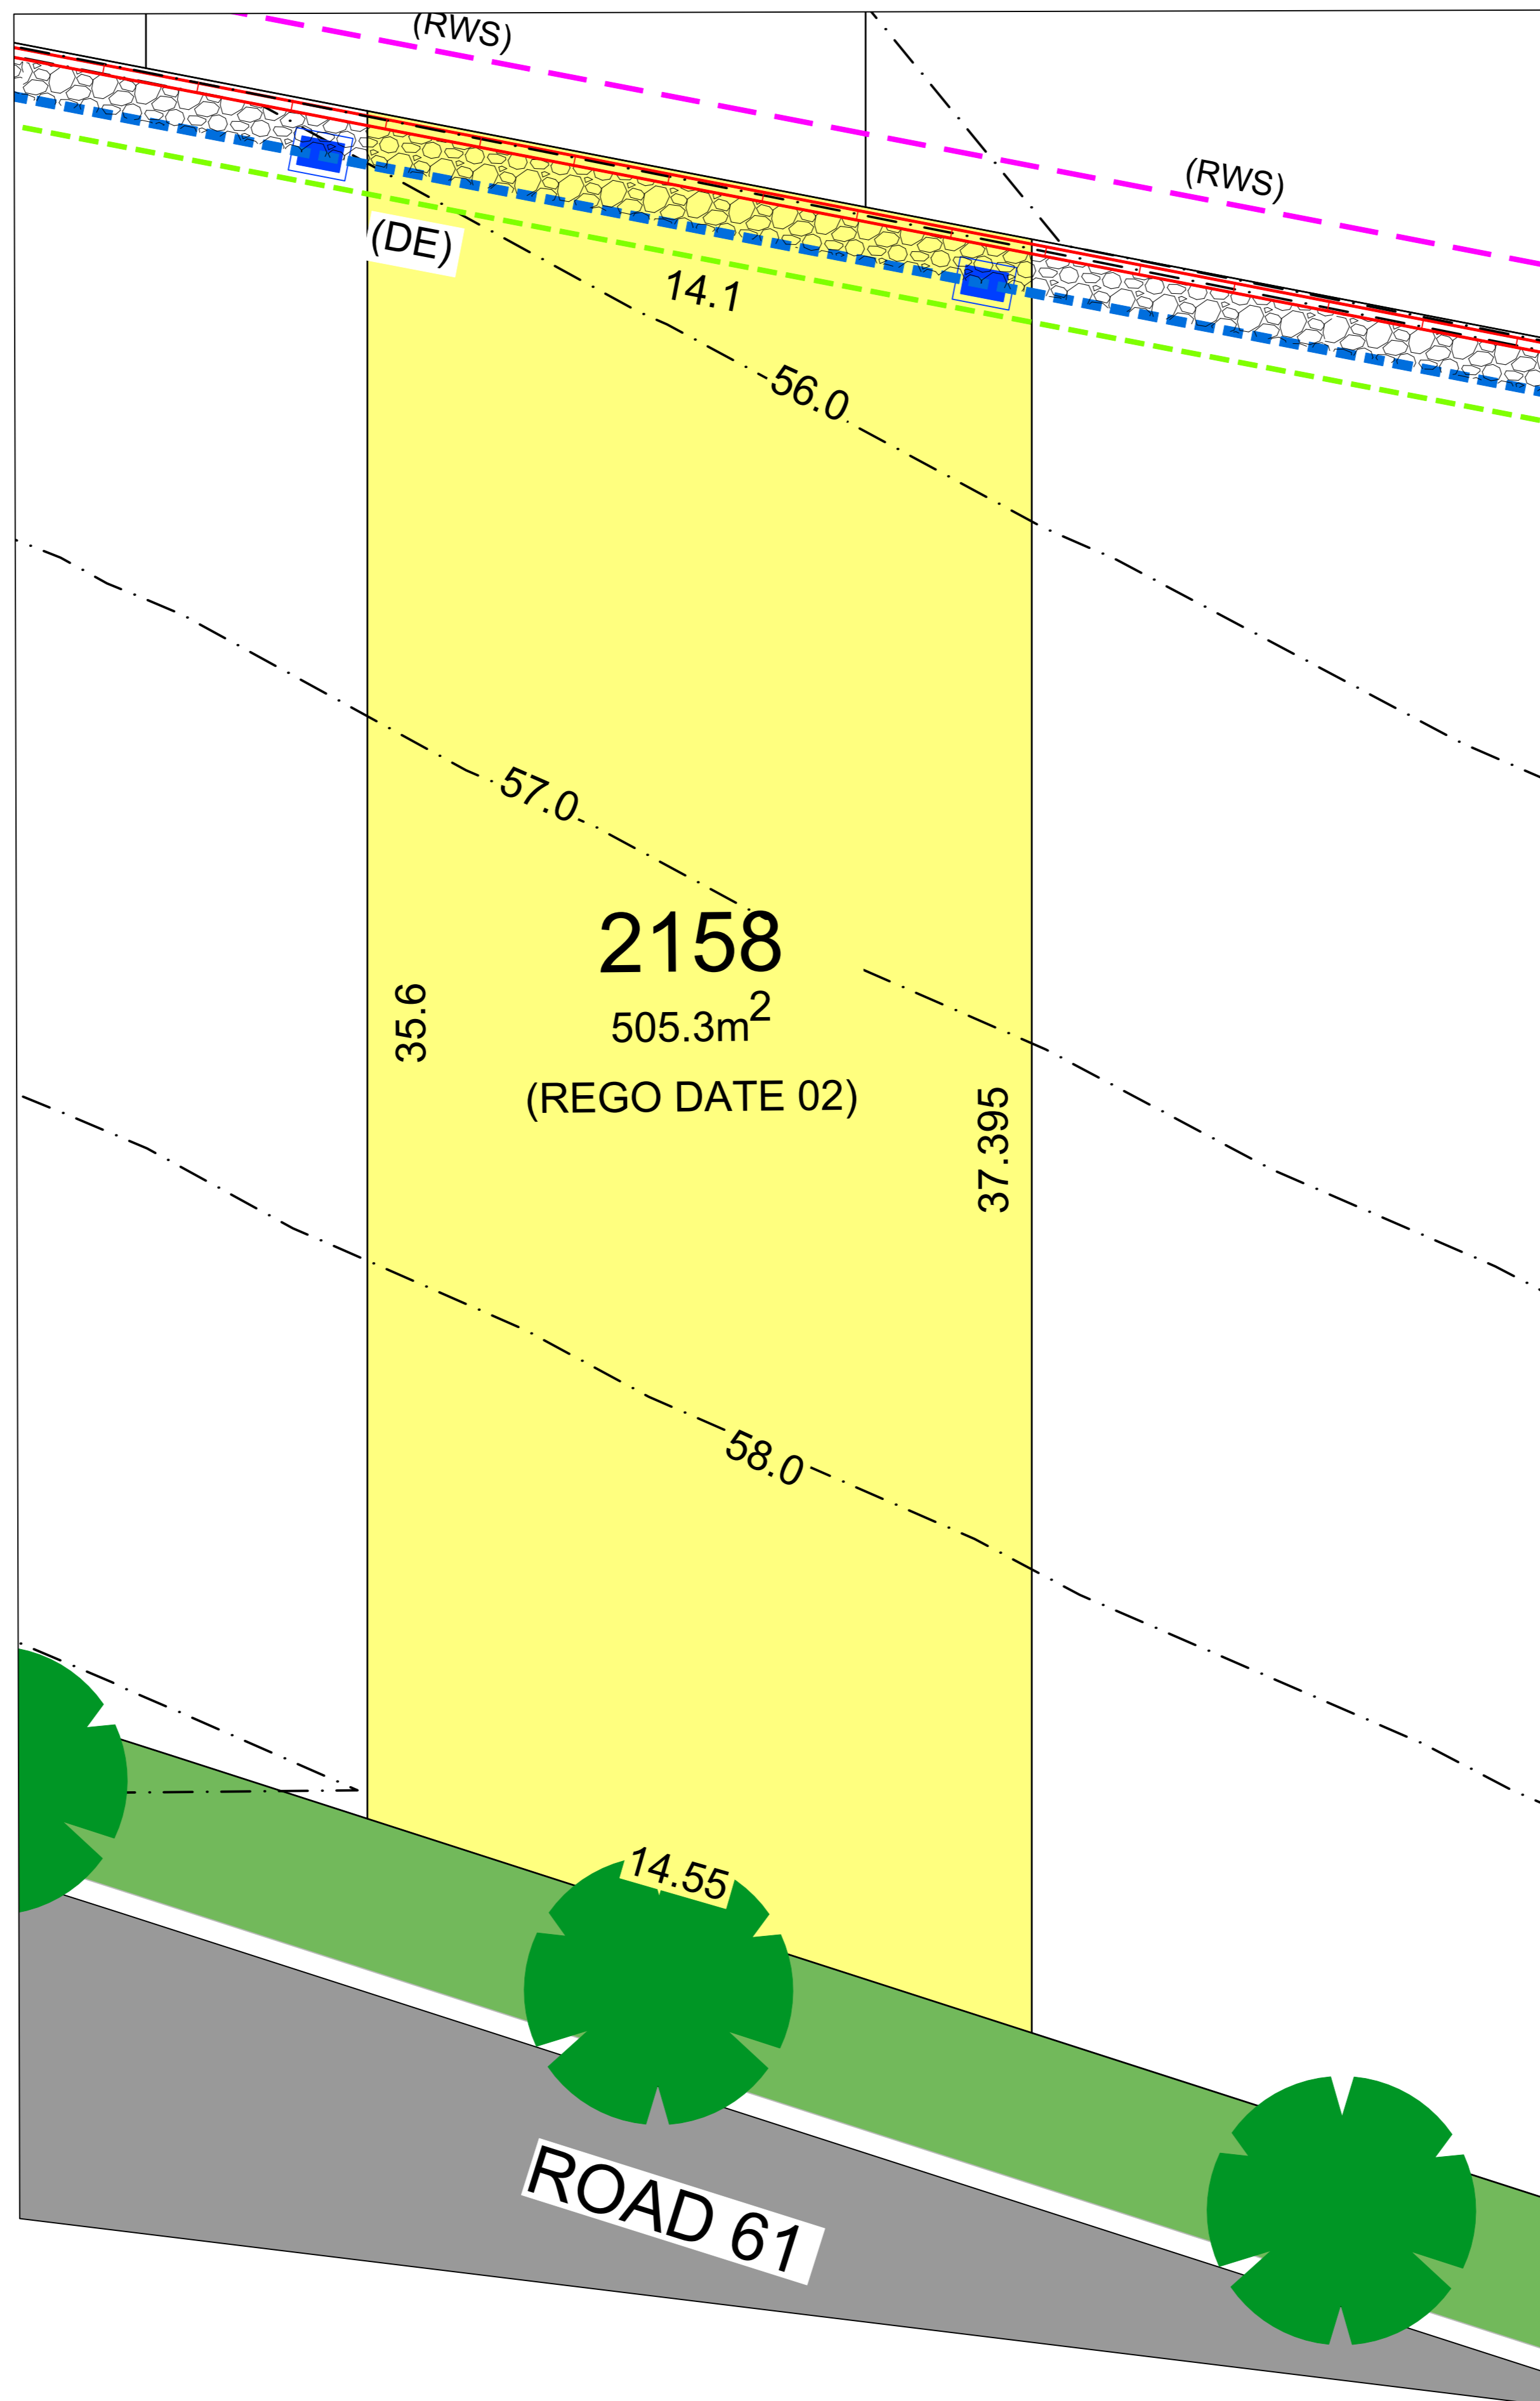 (RWS)
(RWS)
(DE)
14.1
56.0
57.0
2158
505.3m²
(REGO DATE 02)
35.6
37.395
58.0
14.55
ROAD 61